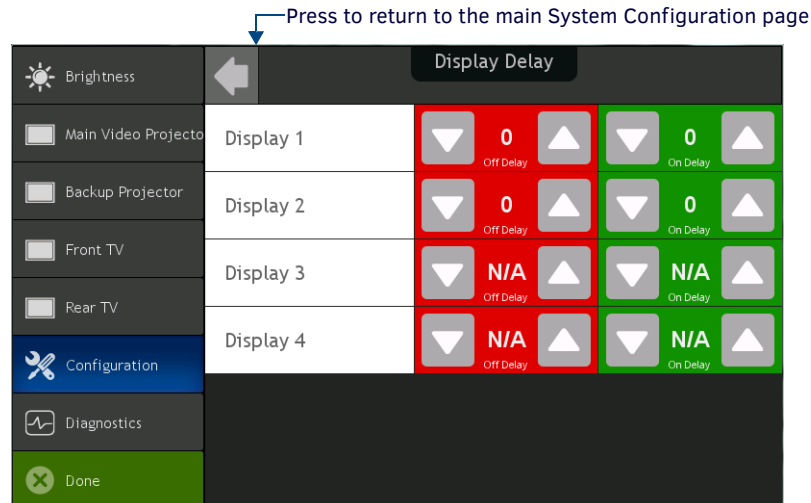 Press to return to the main System Configuration page
Display Delay
Brightness
Main Video Projecto
Backup Projector
Front TV
Rear TV
Configuration
Diagnostics
Done
Display 1
0
Off Delay
0
On Delay
Display 2
0
Off Delay
0
On Delay
Display 3
N/A
Off Delay
N/A
On Delay
Display 4
N/A
Off Delay
N/A
On Delay